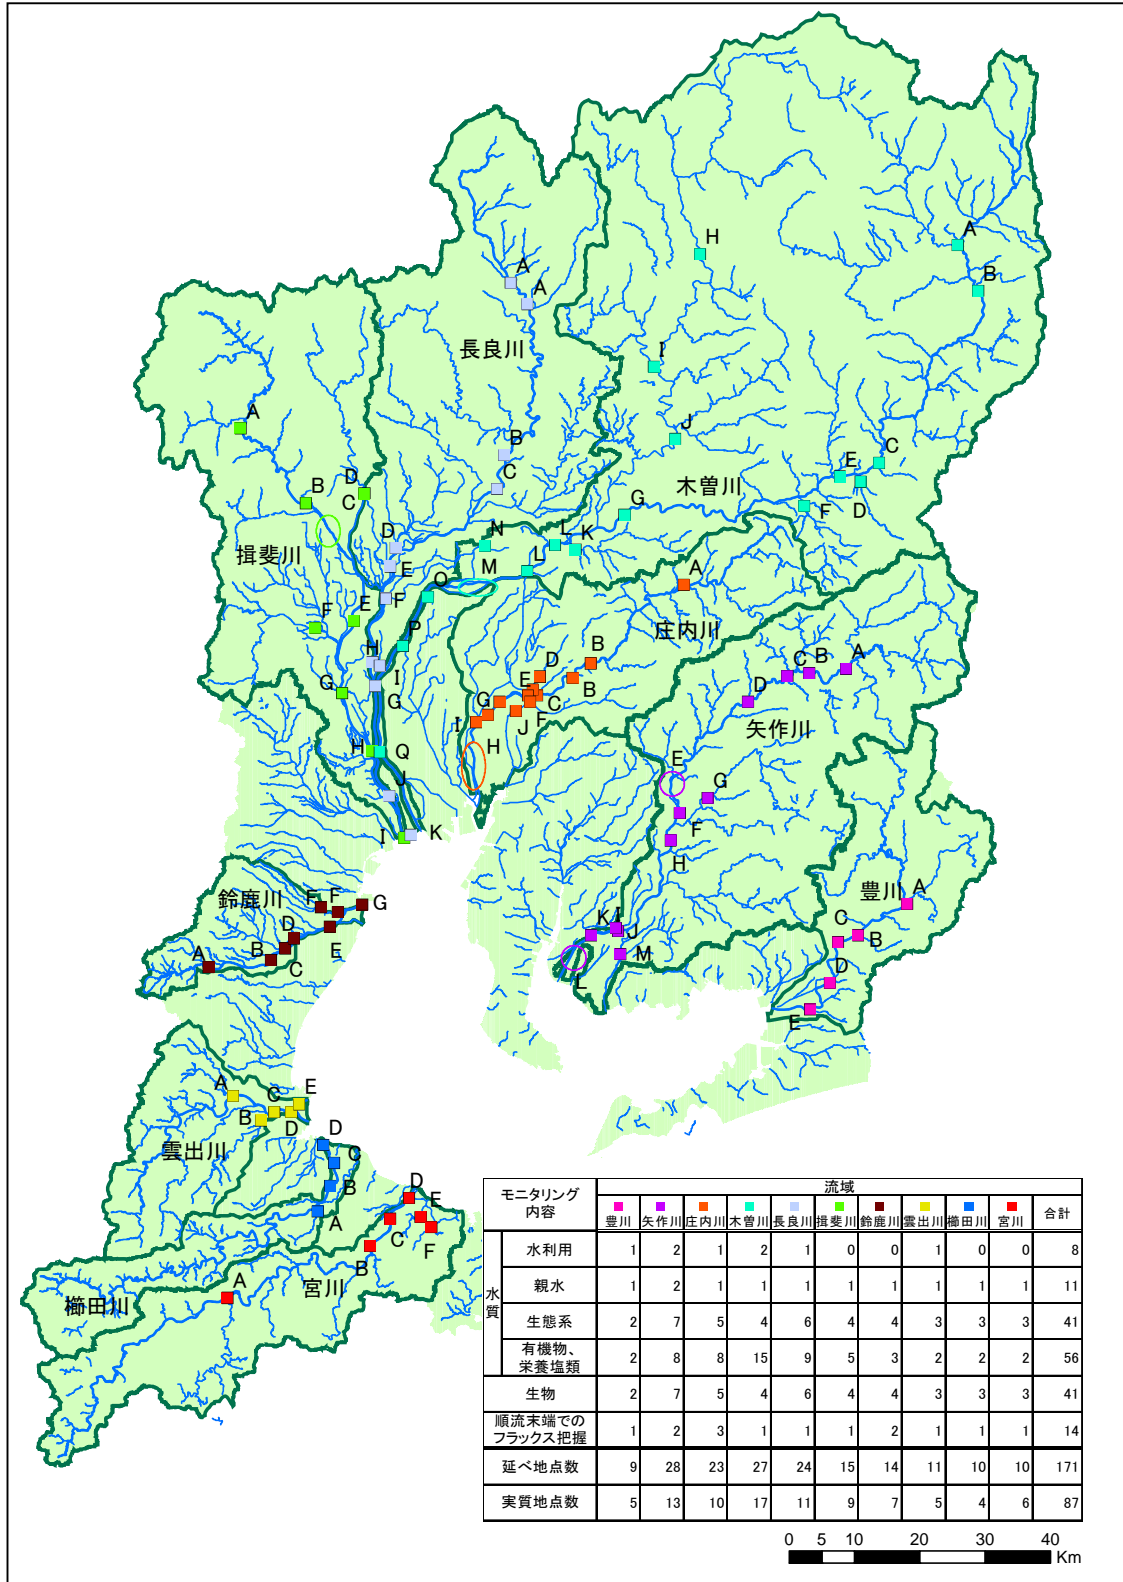 A
B
H
A
A
長良川
I
A
B
J
C
C
E
D
木曽川
B
D
C
G
F
N
L
K
D
揖斐川
E
M
L
O
A
F
F
E
庄内川
P
B
C
B
A
H
D
I
E
B
D
矢作川
G
G
G
C
F
J
I
H
Q
H
E
G
J
F
I
K
H
豊川
A
鈴鹿川
F
F
G
C
B
D
E
K
I
J
A
B
C
M
D
L
E
A
C
E
B
D
D
雲出川
C
B
D
E
A
C
F
B
A
宮川
櫛田川
モニタリング
内容
流域
豊川 矢作川 庄内川 木曽川 長良川 揖斐川 鈴鹿川 雲出川 櫛田川 宮川 合計
水質
水利用 1 2 1 2 1 0 0 1 0 0 8
親水 1 2 1 1 1 1 1 1 1 1 11
生態系 2 7 5 4 6 4 4 3 3 3 41
有機物、
栄養塩類 2 8 8 15 9 5 3 2 2 2 56
生物 2 7 5 4 6 4 4 3 3 3 41
順流末端での
フラックス把握 1 2 3 1 1 1 2 1 1 1 14
延べ地点数 9 28 23 27 24 15 14 11 10 10 171
実質地点数 5 13 10 17 11 9 7 5 4 6 87
0 5 10 20 30 40
Km